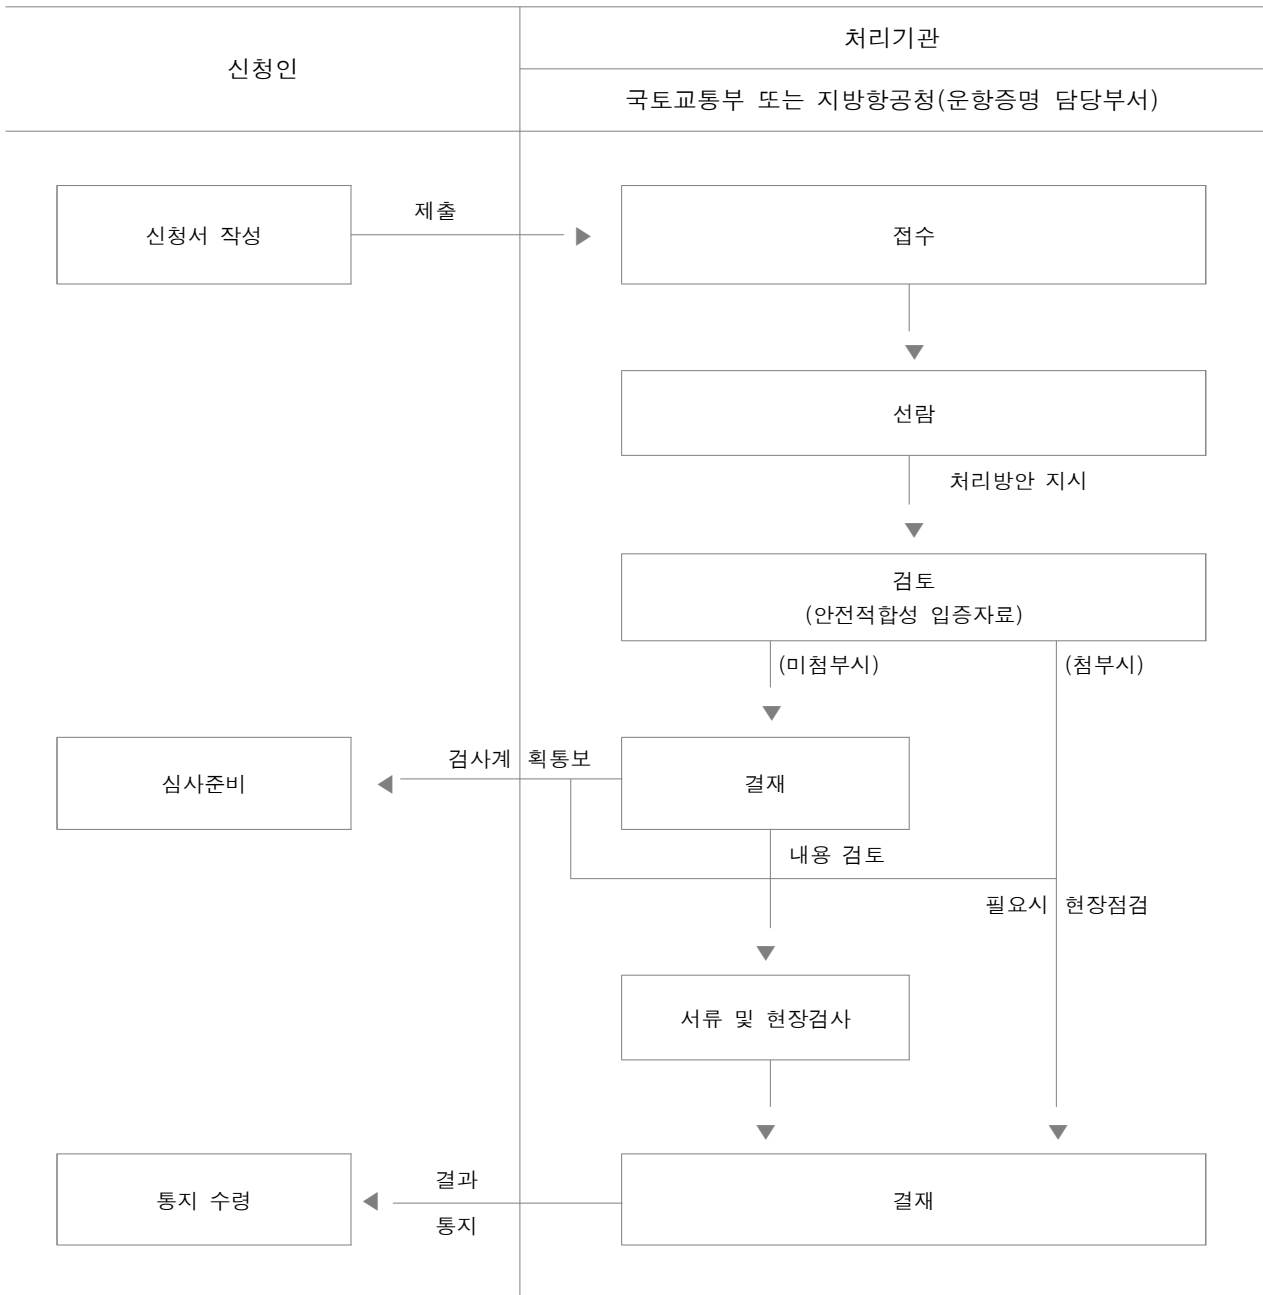 신청인
처리기관
국토교통부 또는 지방항공청(운항증명 담당부서)
신청서 작성
제출
접수
선람
처리방안 지시
검토
(안전적합성 입증자료)
(미첨부시)
(첨부시)
심사준비
검사계 획통보
결재
내용 검토
필요시 현장점검
서류 및 현장검사
통지 수령
결과
통지
결재